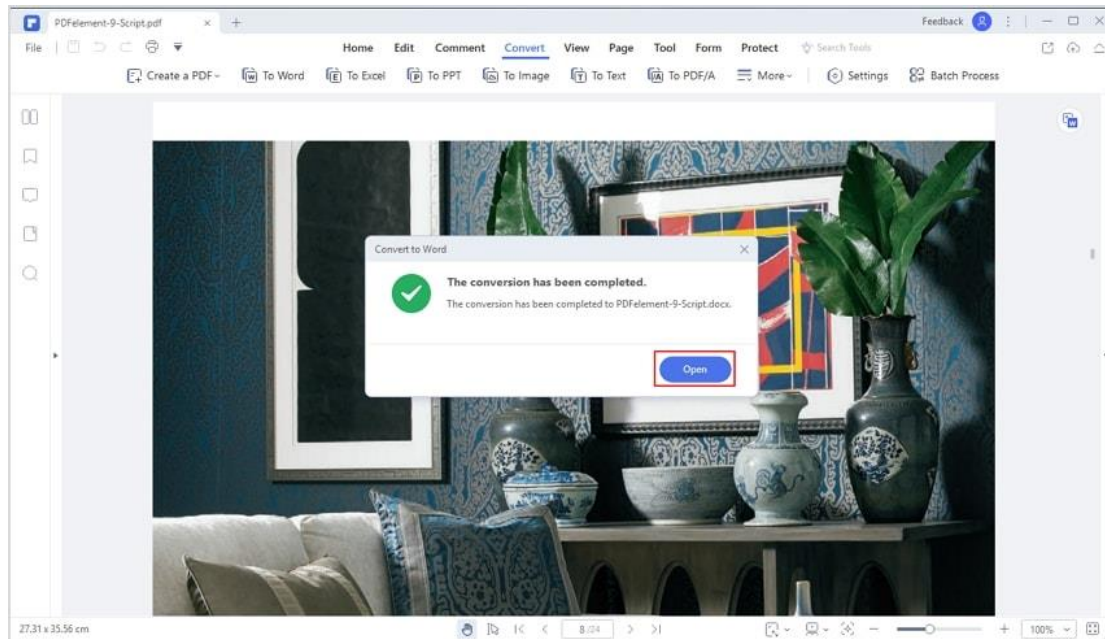 PDFelement-9-Script.pdf × + Feedback
File Home Edit Comment Convert View Page Tool Form Protect Search Tools
Create a PDF To Word To Excel To PPT To Image To Text To PDF/A More Settings Batch Process
Convert to Word
The conversion has been completed.
The conversion has been completed to PDFelement-9-Script.docx.
Open
27.31 x 35.56 cm 8 /24 100%